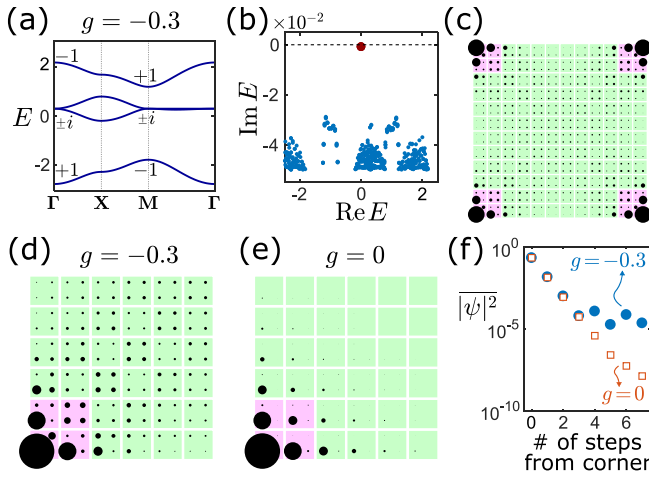 (a) g = −0.3
2
0
−2
E
−1
+1
±i
±i
+1
−1
Γ X M Γ
(b) ×10⁻²
0
−2
−4
Im E
−2 0 2
Re E
(c)
(d) g = −0.3
(e) g = 0
(f)
10⁰
10⁻⁵
10⁻¹⁰
|ψ|²
g=−0.3
g=0
0 2 4 6
# of steps
from corner